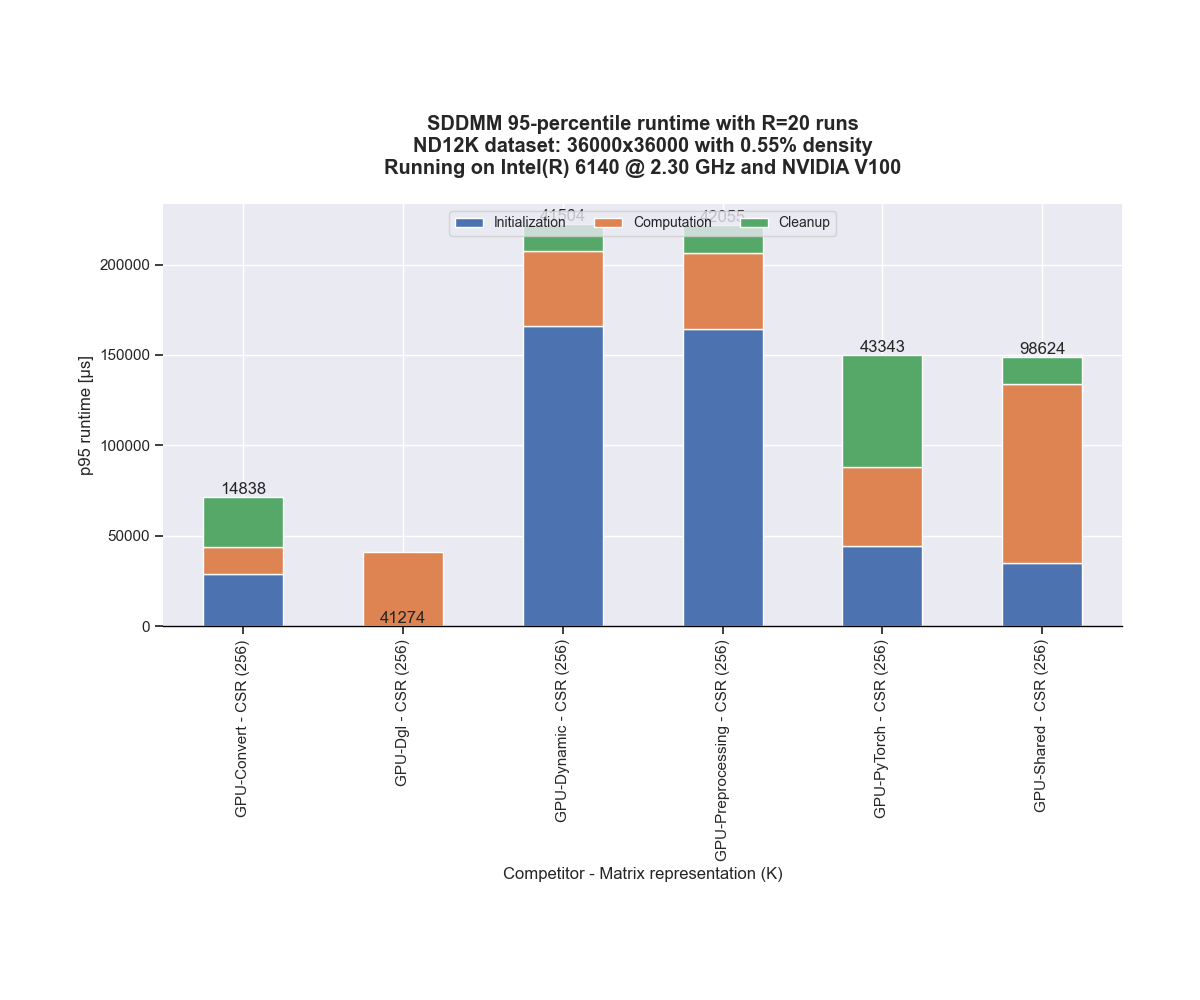 SDDMM 95-percentile runtime with R=20 runs
ND12K dataset: 36000x36000 with 0.55% density
Running on Intel(R) 6140 @ 2.30 GHz and NVIDIA V100
41504
42055
Initialization
Computation
Cleanup
200000
150000
100000
50000
0
p95 runtime [µs]
43343
98624
14838
41274
GPU-Convert - CSR (256)
GPU-Dgl - CSR (256)
GPU-Dynamic - CSR (256)
GPU-Preprocessing - CSR (256)
GPU-PyTorch - CSR (256)
GPU-Shared - CSR (256)
Competitor - Matrix representation (K)